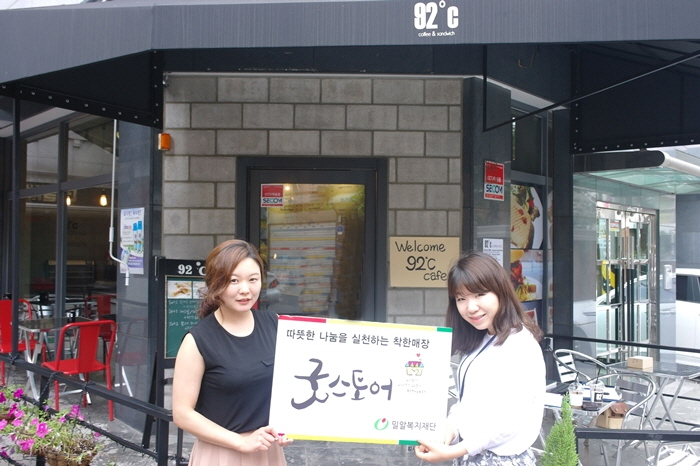 92°C
coffee & sandwich
SECOM
SECOM
Welcome
92°C
cafe
92°C
따뜻한 나눔을 실천하는 착한매장
굿스토어
밀알복지재단